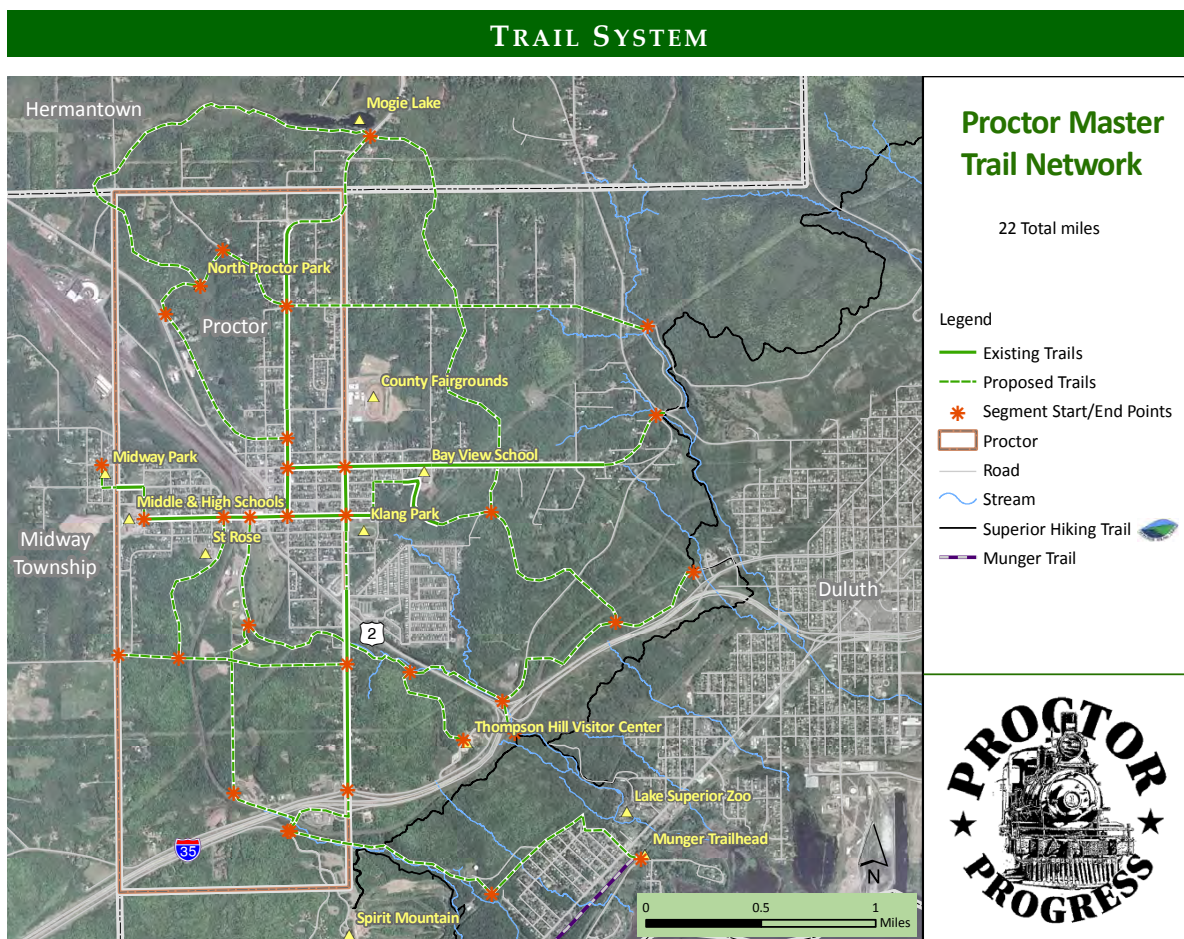 TRAIL SYSTEM
Hermantown
Mogie Lake
North Proctor Park
Proctor
County Fairgrounds
Midway Park
Bay View School
Middle & High Schools
Klang Park
St Rose
Midway
Township
Duluth
2
Thompson Hill Visitor Center
Lake Superior Zoo
Munger Trailhead
35
Spirit Mountain
N
0 0.5 1
Miles
Proctor Master
Trail Network
22 Total miles
Legend
Existing Trails
Proposed Trails
Segment Start/End Points
Proctor
Road
Stream
Superior Hiking Trail
Munger Trail
PROCTOR
PROGRESS